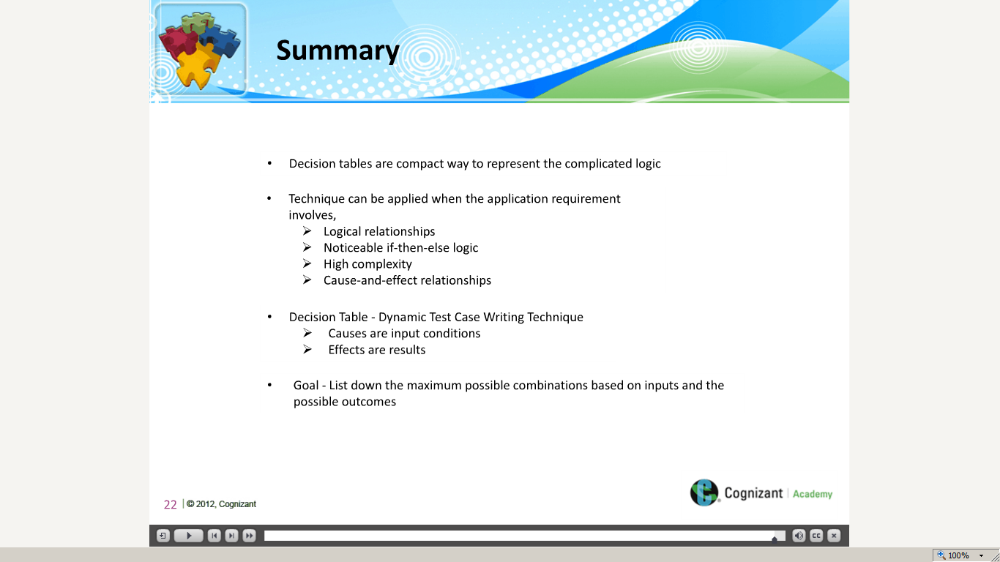 Summary
• Decision tables are compact way to represent the complicated logic
• Technique can be applied when the application requirement
involves,
➢ Logical relationships
➢ Noticeable if-then-else logic
➢ High complexity
➢ Cause-and-effect relationships
• Decision Table - Dynamic Test Case Writing Technique
➢ Causes are input conditions
➢ Effects are results
• Goal - List down the maximum possible combinations based on inputs and the
possible outcomes
22 | © 2012, Cognizant
Cognizant | Academy
CC
100%